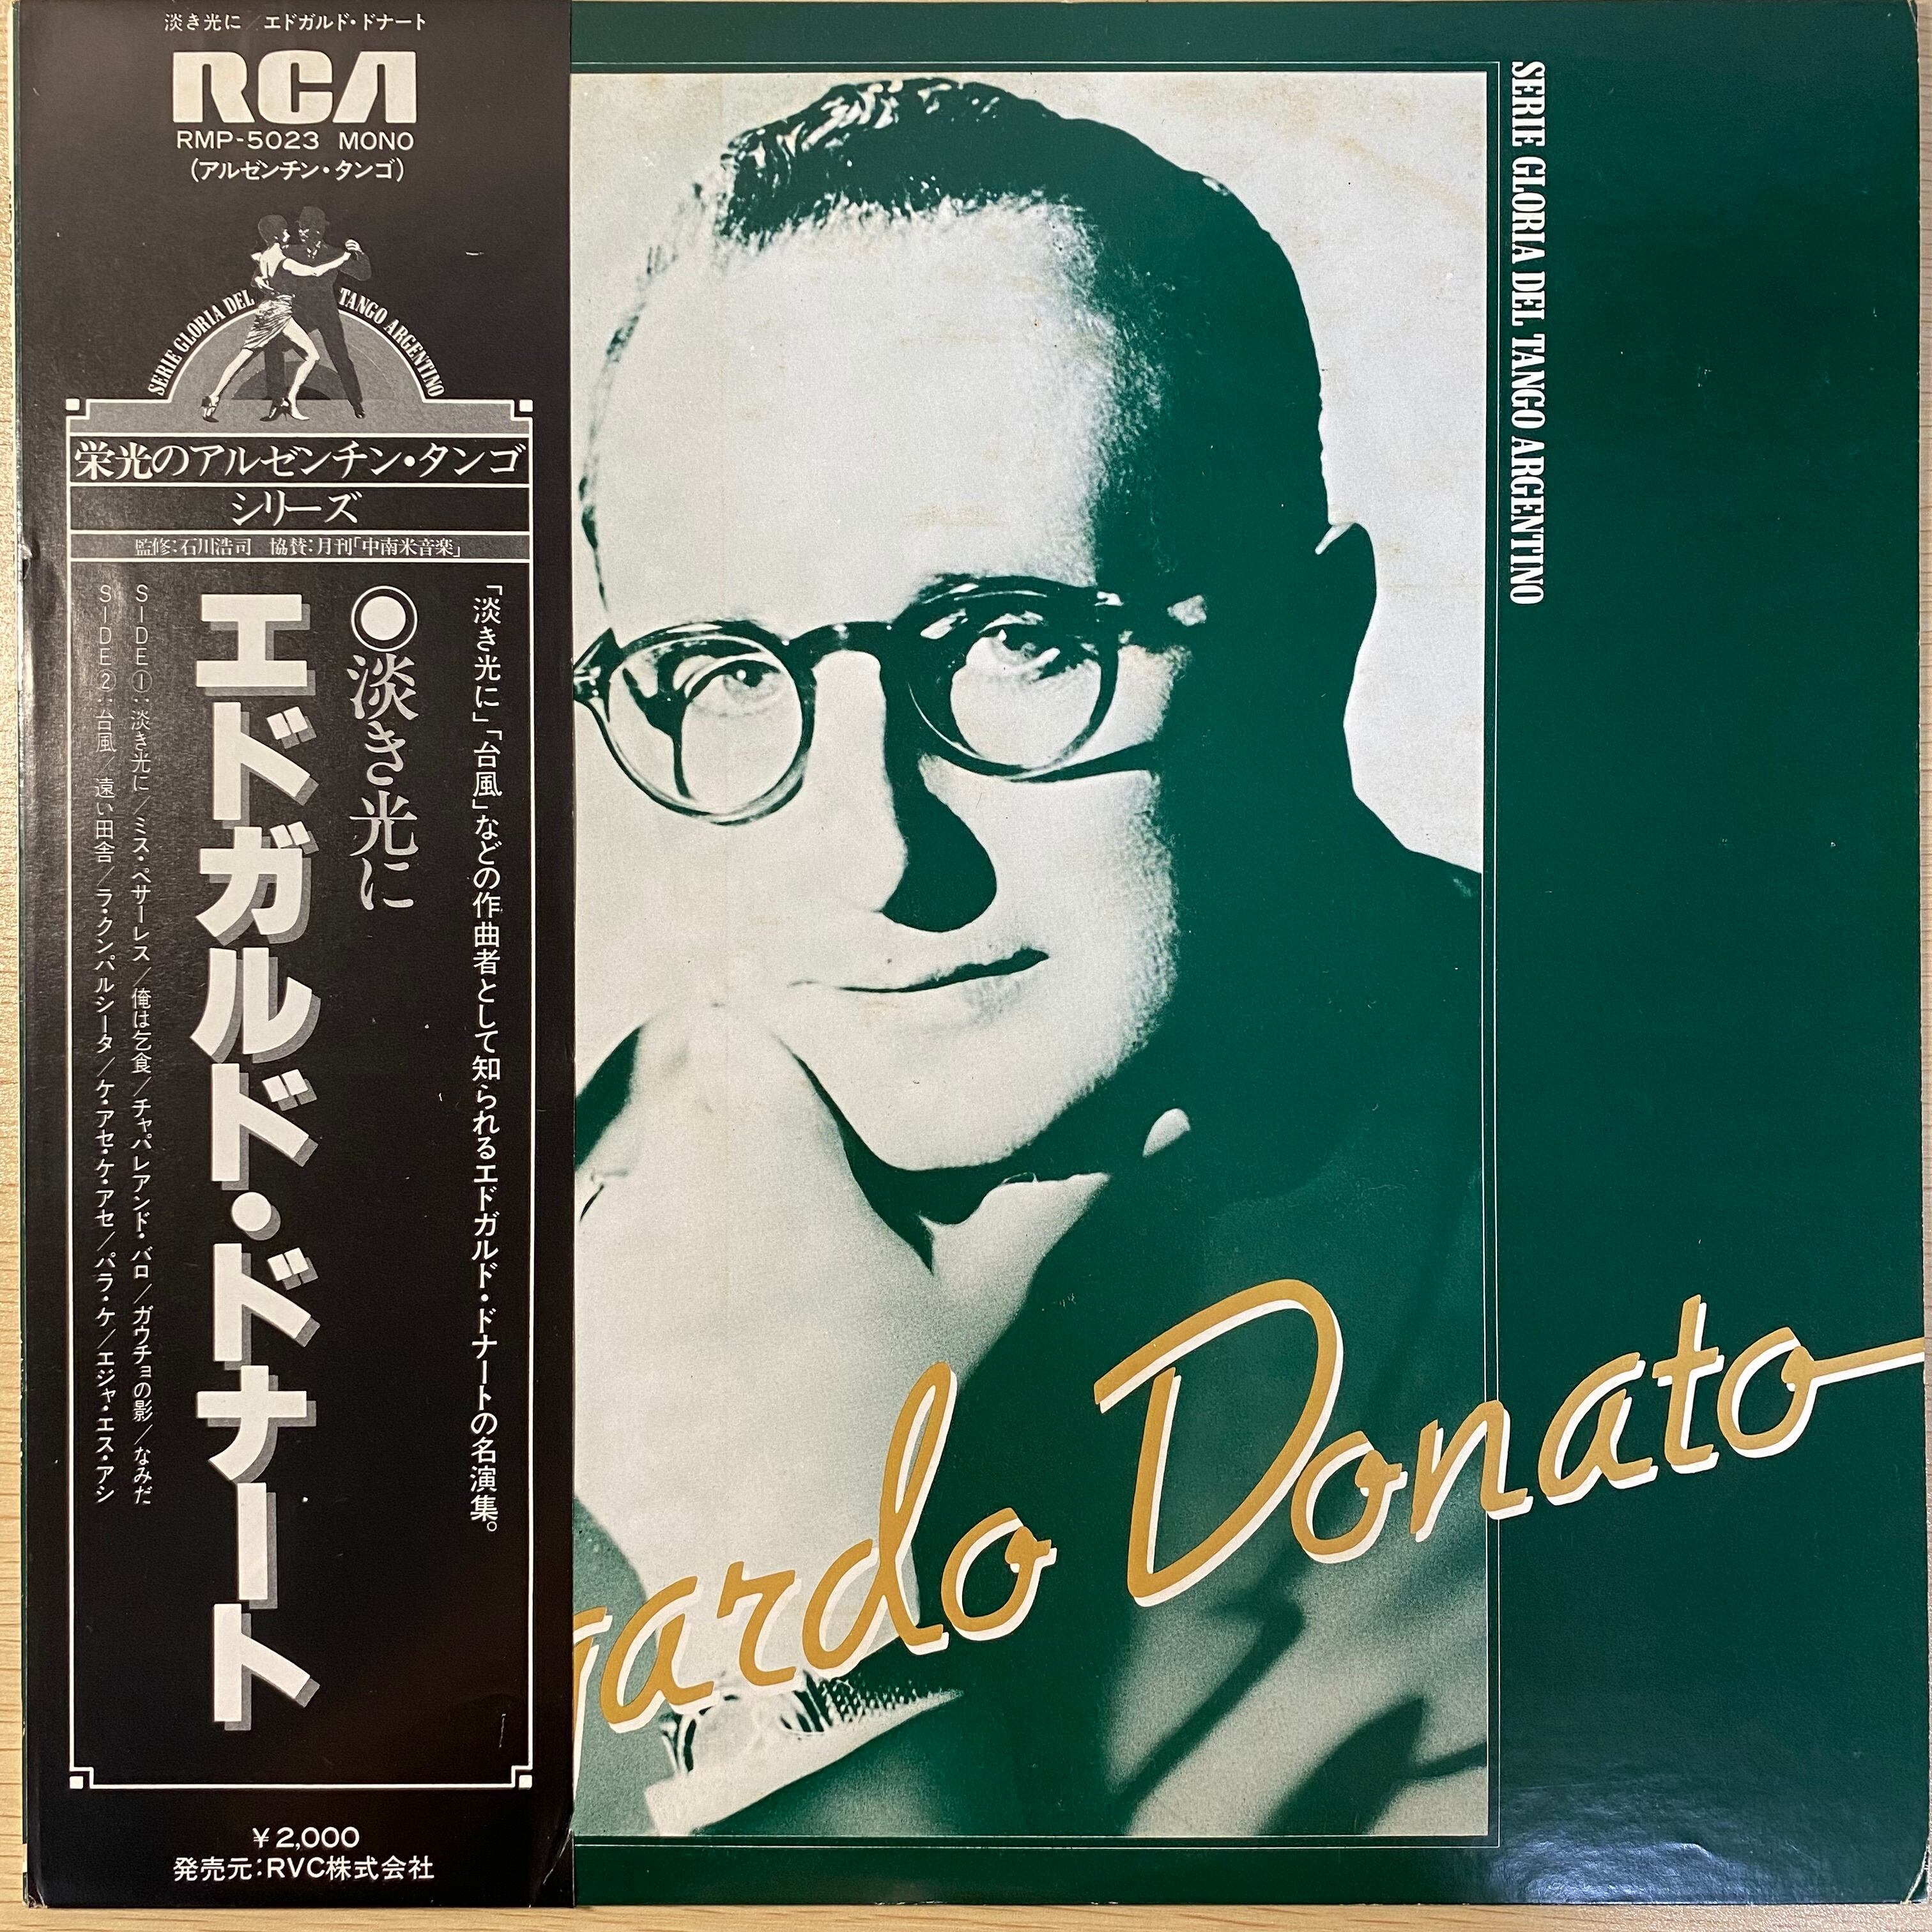 淡き光に／エドガルド・ドナート
RCA
RMP-5023 MONO
(アルゼンチン・タンゴ)
SERIE GLORIA DEL TANGO ARGENTINO
栄光のアルゼンチン・タンゴ
シリーズ
監修:石川浩司 協賛:月刊「中南米音楽」
「淡き光に」「台風」などの作曲者として知られるエドガルド・ドナートの名演集。
◉淡き光に
エドガルド・ドナート
SIDE①:淡き光に／ミス・ペサーレス／俺は乞食／チャパレアンド・バロ／ガウチョの影／なみだ
SIDE②:台風／遠い田舎／ラ・クンパルシータ／ケ・アセ・ケ・アセ／パラ・ケ／エジャ・エス・アシ
¥2,000
発売元:RVC株式会社
SERIE GLORIA DEL TANGO ARGENTINO
gardo Donato